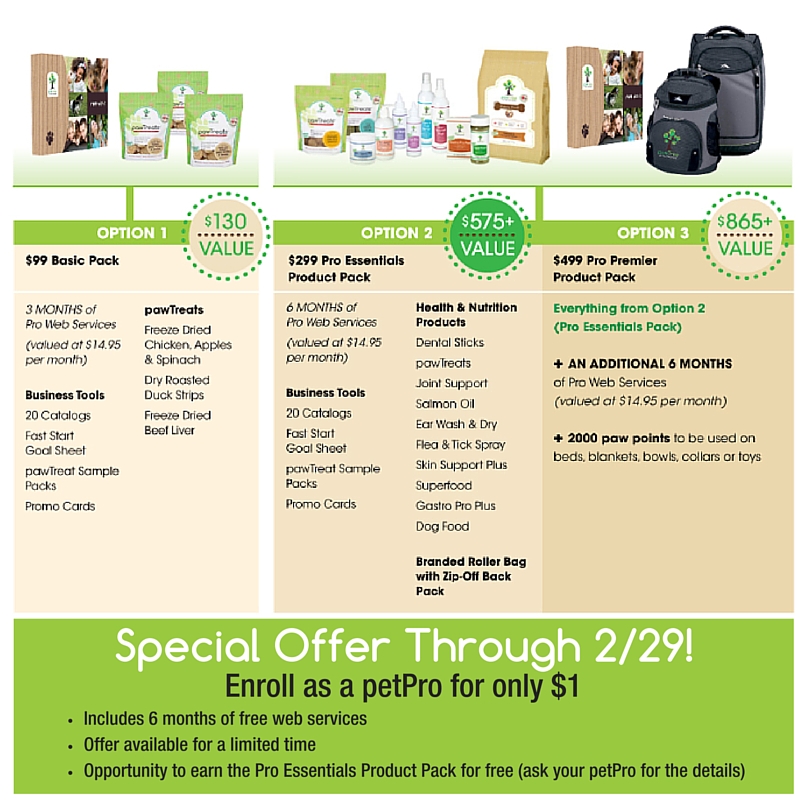 pawTreats
pawTreats
pawTreats
OPTION 1
$130
VALUE
$99 Basic Pack
3 MONTHS of
Pro Web Services
(valued at $14.95
per month)
Business Tools
20 Catalogs
Fast Start
Goal Sheet
pawTreat Sample
Packs
Promo Cards
pawTreats
Freeze Dried
Chicken, Apples
& Spinach
Dry Roasted
Duck Strips
Freeze Dried
Beef Liver
OPTION 2
$575+
VALUE
$299 Pro Essentials
Product Pack
6 MONTHS of
Pro Web Services
(valued at $14.95
per month)
Business Tools
20 Catalogs
Fast Start
Goal Sheet
pawTreat Sample
Packs
Promo Cards
Health & Nutrition
Products
Dental Sticks
pawTreats
Joint Support
Salmon Oil
Ear Wash & Dry
Flea & Tick Spray
Skin Support Plus
Superfood
Gastro Pro Plus
Dog Food
Branded Roller Bag
with Zip-Off Back
Pack
OPTION 3
$865+
VALUE
$499 Pro Premier
Product Pack
Everything from Option 2
(Pro Essentials Pack)
+ AN ADDITIONAL 6 MONTHS
of Pro Web Services
(valued at $14.95 per month)
+ 2000 paw points to be used on
beds, blankets, bowls, collars or toys
Special Offer Through 2/29!
Enroll as a petPro for only $1
• Includes 6 months of free web services
• Offer available for a limited time
• Opportunity to earn the Pro Essentials Product Pack for free (ask your petPro for the details)